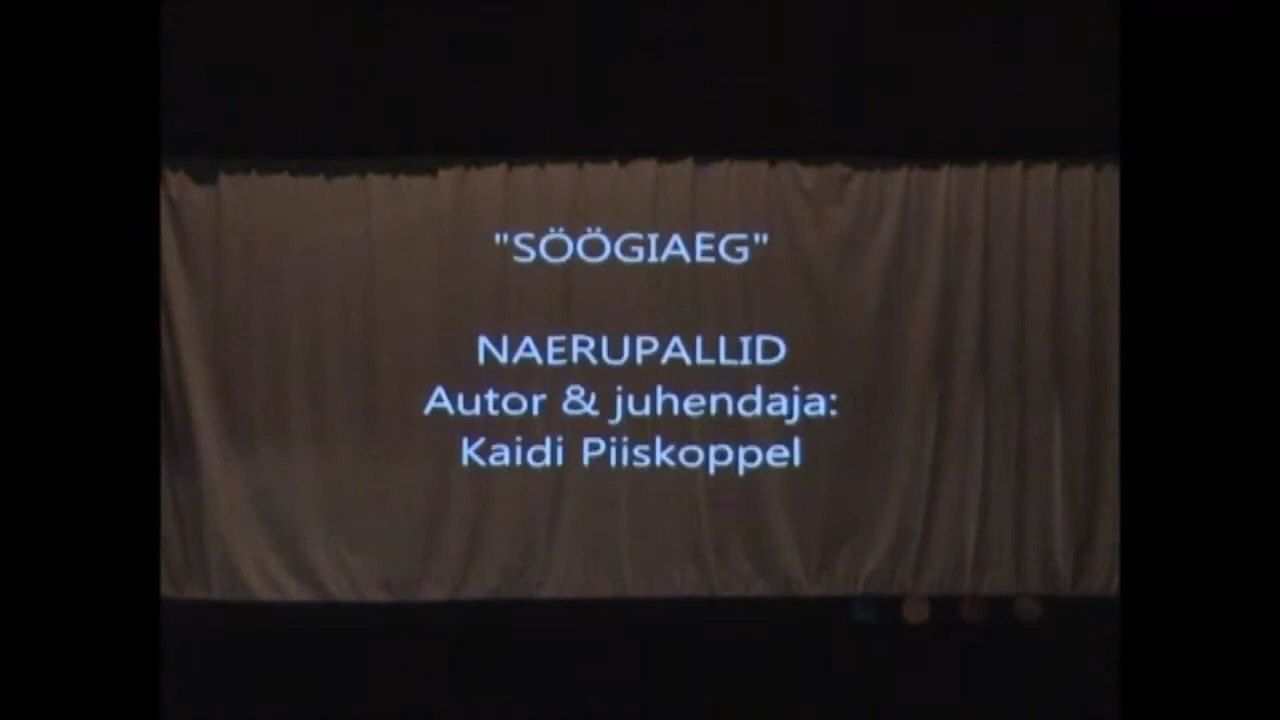 "SÖÖGIAEG"
NAERUPALLID
Autor & juhendaja:
Kaidi Piiskoppel